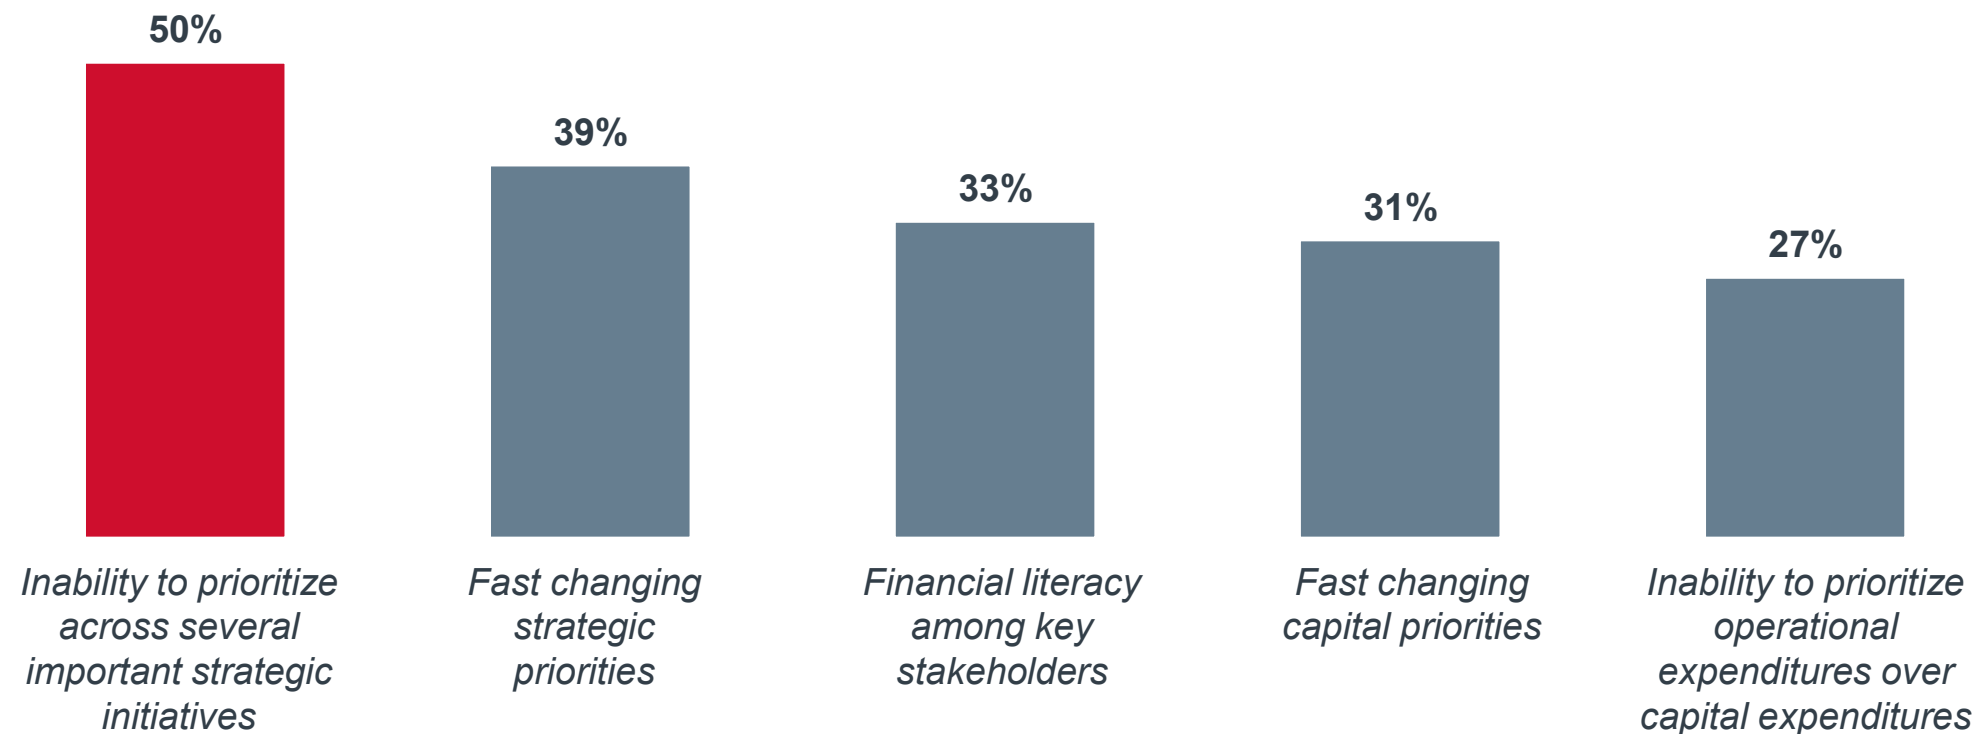 50%
39%
33%
31%
27%
Inability to prioritize
across several
important strategic
initiatives
Fast changing
strategic
priorities
Financial literacy
among key
stakeholders
Fast changing
capital priorities
Inability to prioritize
operational
expenditures over
capital expenditures